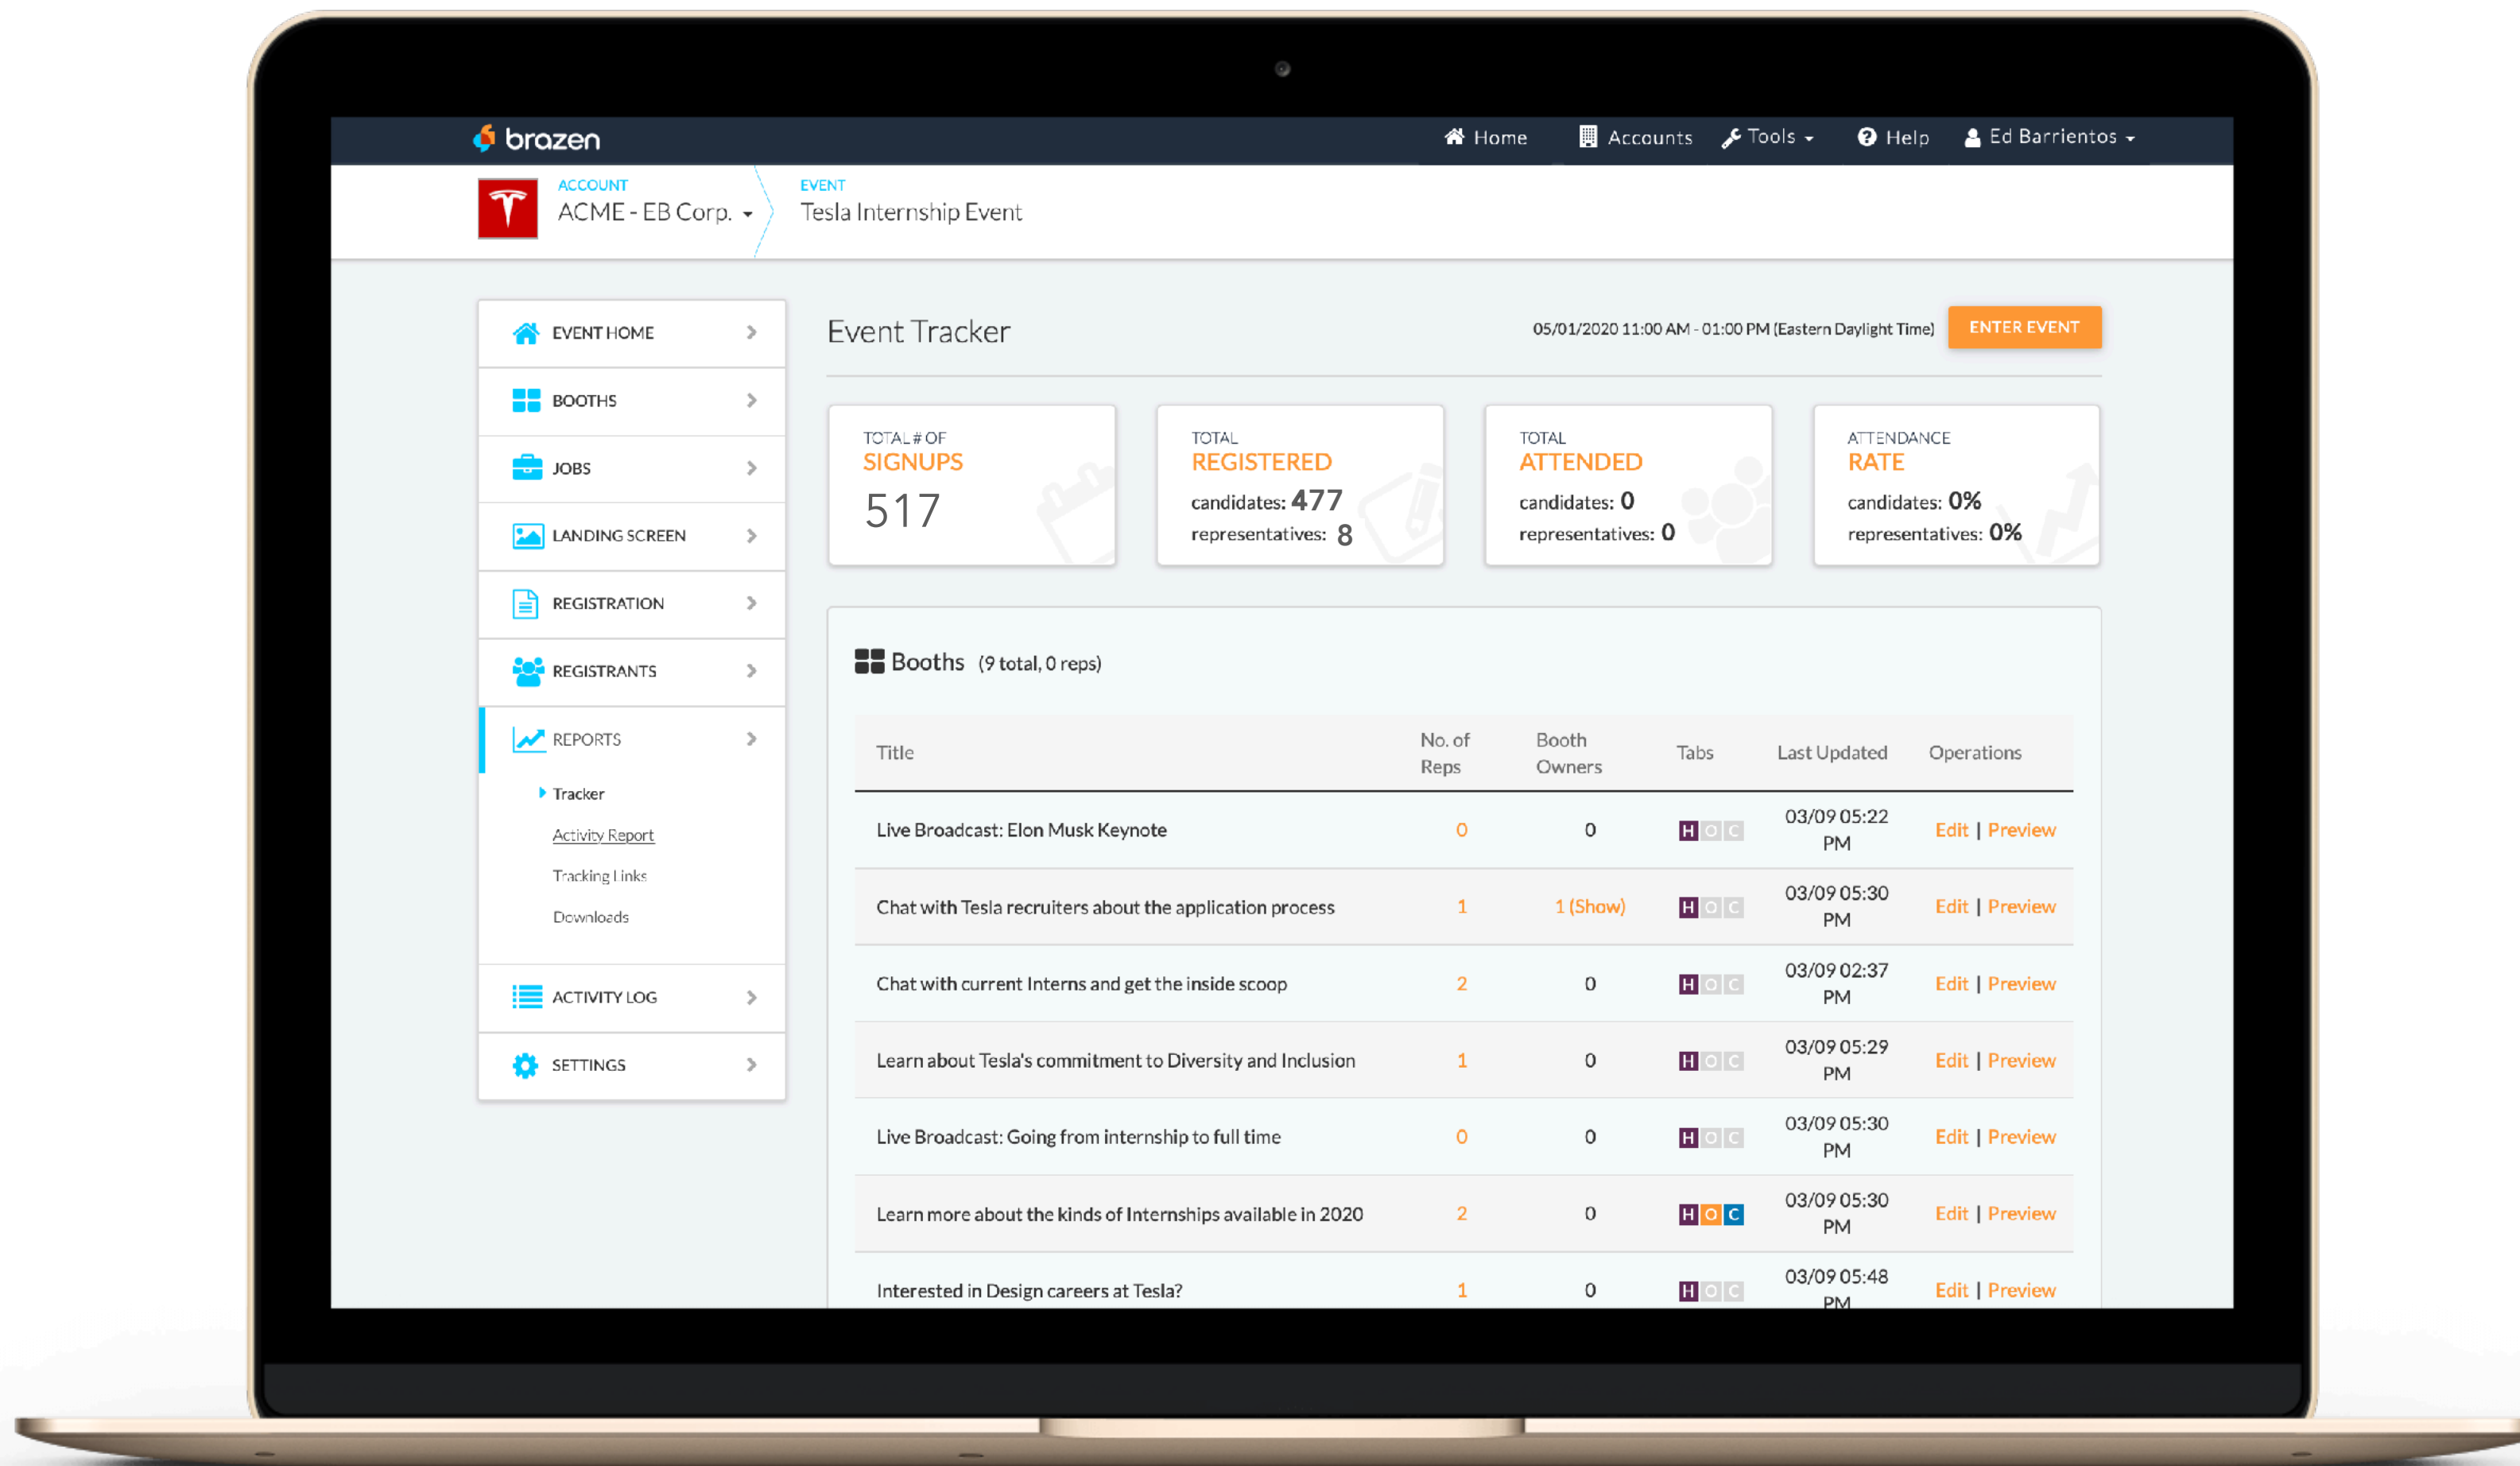 brazen
Home Accounts Tools Help Ed Barrientos
ACCOUNT
ACME - EB Corp.
EVENT
Tesla Internship Event
EVENT HOME
BOOTHS
JOBS
LANDING SCREEN
REGISTRATION
REGISTRANTS
REPORTS
Tracker
Activity Report
Tracking Links
Downloads
ACTIVITY LOG
SETTINGS
Event Tracker
05/01/2020 11:00 AM - 01:00 PM (Eastern Daylight Time)
ENTER EVENT
TOTAL # OF
SIGNUPS
517
TOTAL
REGISTERED
candidates: 477
representatives: 8
TOTAL
ATTENDED
candidates: 0
representatives: 0
ATTENDANCE
RATE
candidates: 0%
representatives: 0%
Booths (9 total, 0 reps)
Title No. of Reps Booth Owners Tabs Last Updated Operations
Live Broadcast: Elon Musk Keynote 0 0 H O C 03/09 05:22 PM Edit | Preview
Chat with Tesla recruiters about the application process 1 1 (Show) H O C 03/09 05:30 PM Edit | Preview
Chat with current Interns and get the inside scoop 2 0 H O C 03/09 02:37 PM Edit | Preview
Learn about Tesla's commitment to Diversity and Inclusion 1 0 H O C 03/09 05:29 PM Edit | Preview
Live Broadcast: Going from internship to full time 0 0 H O C 03/09 05:30 PM Edit | Preview
Learn more about the kinds of Internships available in 2020 2 0 H O C 03/09 05:30 PM Edit | Preview
Interested in Design careers at Tesla? 1 0 H O C 03/09 05:48 PM Edit | Preview